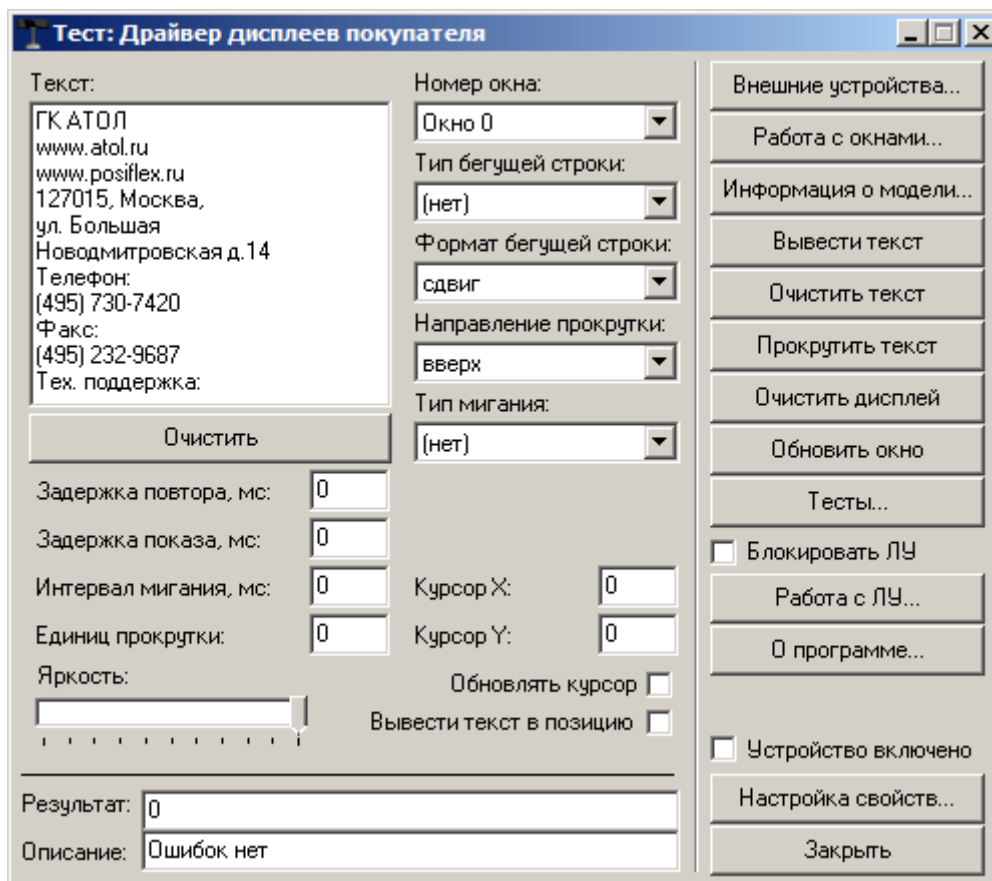 Тест: Драйвер дисплеев покупателя
Текст:
ГК АТОЛ
www.atol.ru
www.posiflex.ru
127015, Москва,
ул. Большая
Новодмитровская д.14
Телефон:
(495) 730-7420
Факс:
(495) 232-9687
Тех. поддержка:
Очистить
Номер окна:
Окно 0
Тип бегущей строки:
(нет)
Формат бегущей строки:
сдвиг
Направление прокрутки:
вверх
Тип мигания:
(нет)
Задержка повтора, мс: 0
Задержка показа, мс: 0
Интервал мигания, мс: 0
Единиц прокрутки: 0
Курсор X: 0
Курсор Y: 0
Яркость:
Обновлять курсор
Вывести текст в позицию
Результат: 0
Описание: Ошибок нет
Внешние устройства...
Работа с окнами...
Информация о модели...
Вывести текст
Очистить текст
Прокрутить текст
Очистить дисплей
Обновить окно
Тесты...
Блокировать ЛУ
Работа с ЛУ...
О программе...
Устройство включено
Настройка свойств...
Закрыть